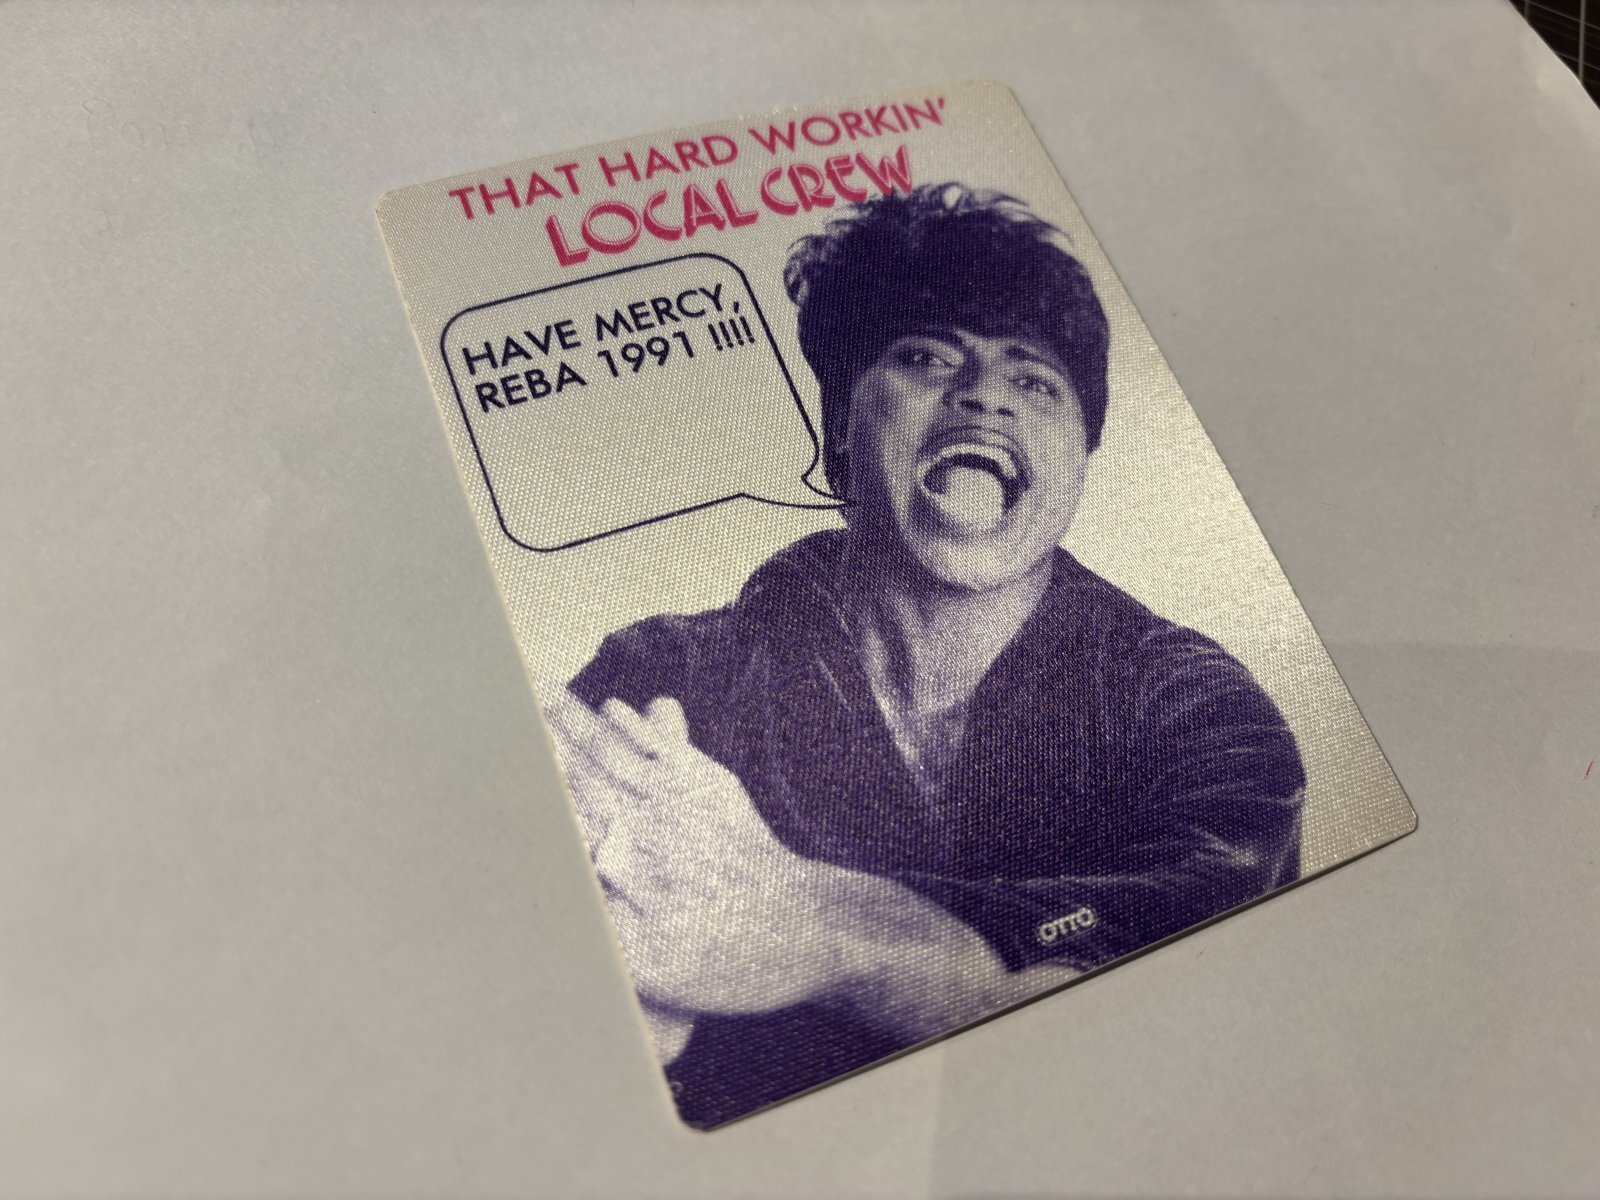 THAT HARD WORKIN'
LOCAL CREW
HAVE MERCY,
REBA 1991 !!!!
OTTO